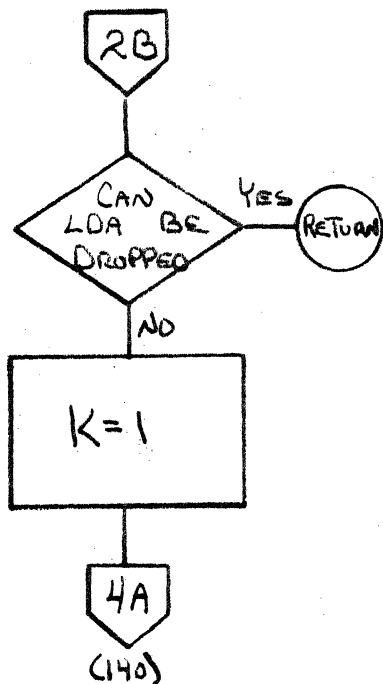 2B
CAN
LDA BE
DROPPED
YES
RETURN
NO
K=1
4A
(140)